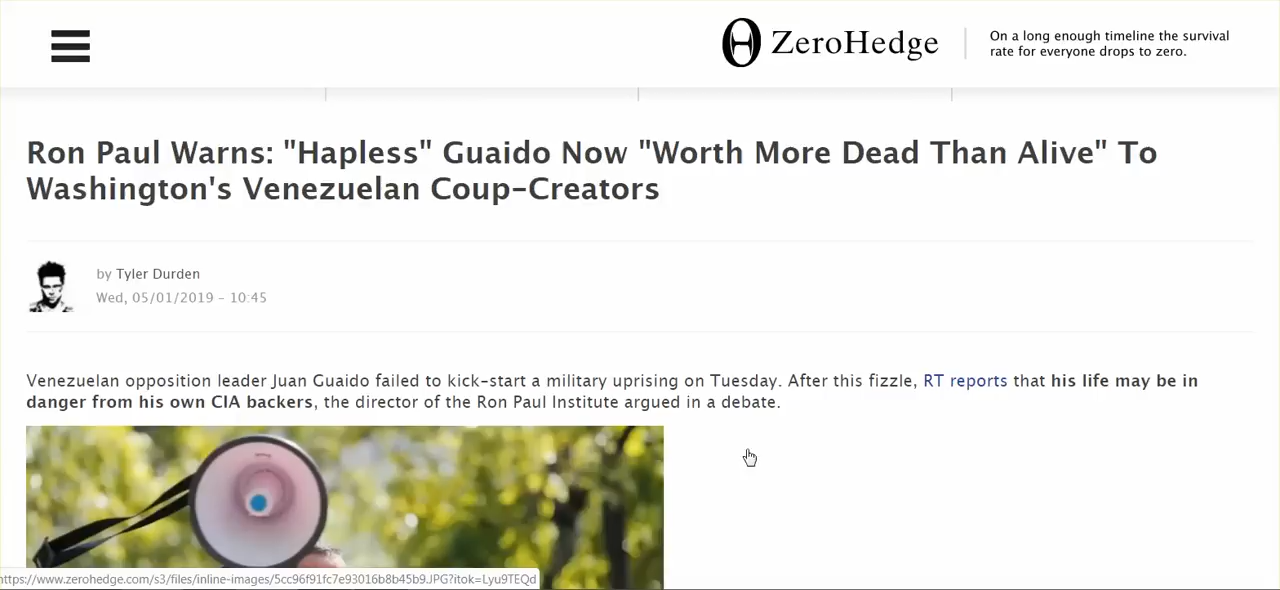 ZeroHedge
On a long enough timeline the survival
rate for everyone drops to zero.
Ron Paul Warns: "Hapless" Guaido Now "Worth More Dead Than Alive" To
Washington's Venezuelan Coup-Creators
by Tyler Durden
Wed, 05/01/2019 - 10:45
Venezuelan opposition leader Juan Guaido failed to kick-start a military uprising on Tuesday. After this fizzle, RT reports that his life may be in
danger from his own CIA backers, the director of the Ron Paul Institute argued in a debate.
https://www.zerohedge.com/s3/files/inline-images/5cc96f91fc7e93016b8b45b9.JPG?itok=Lyu9TEQd